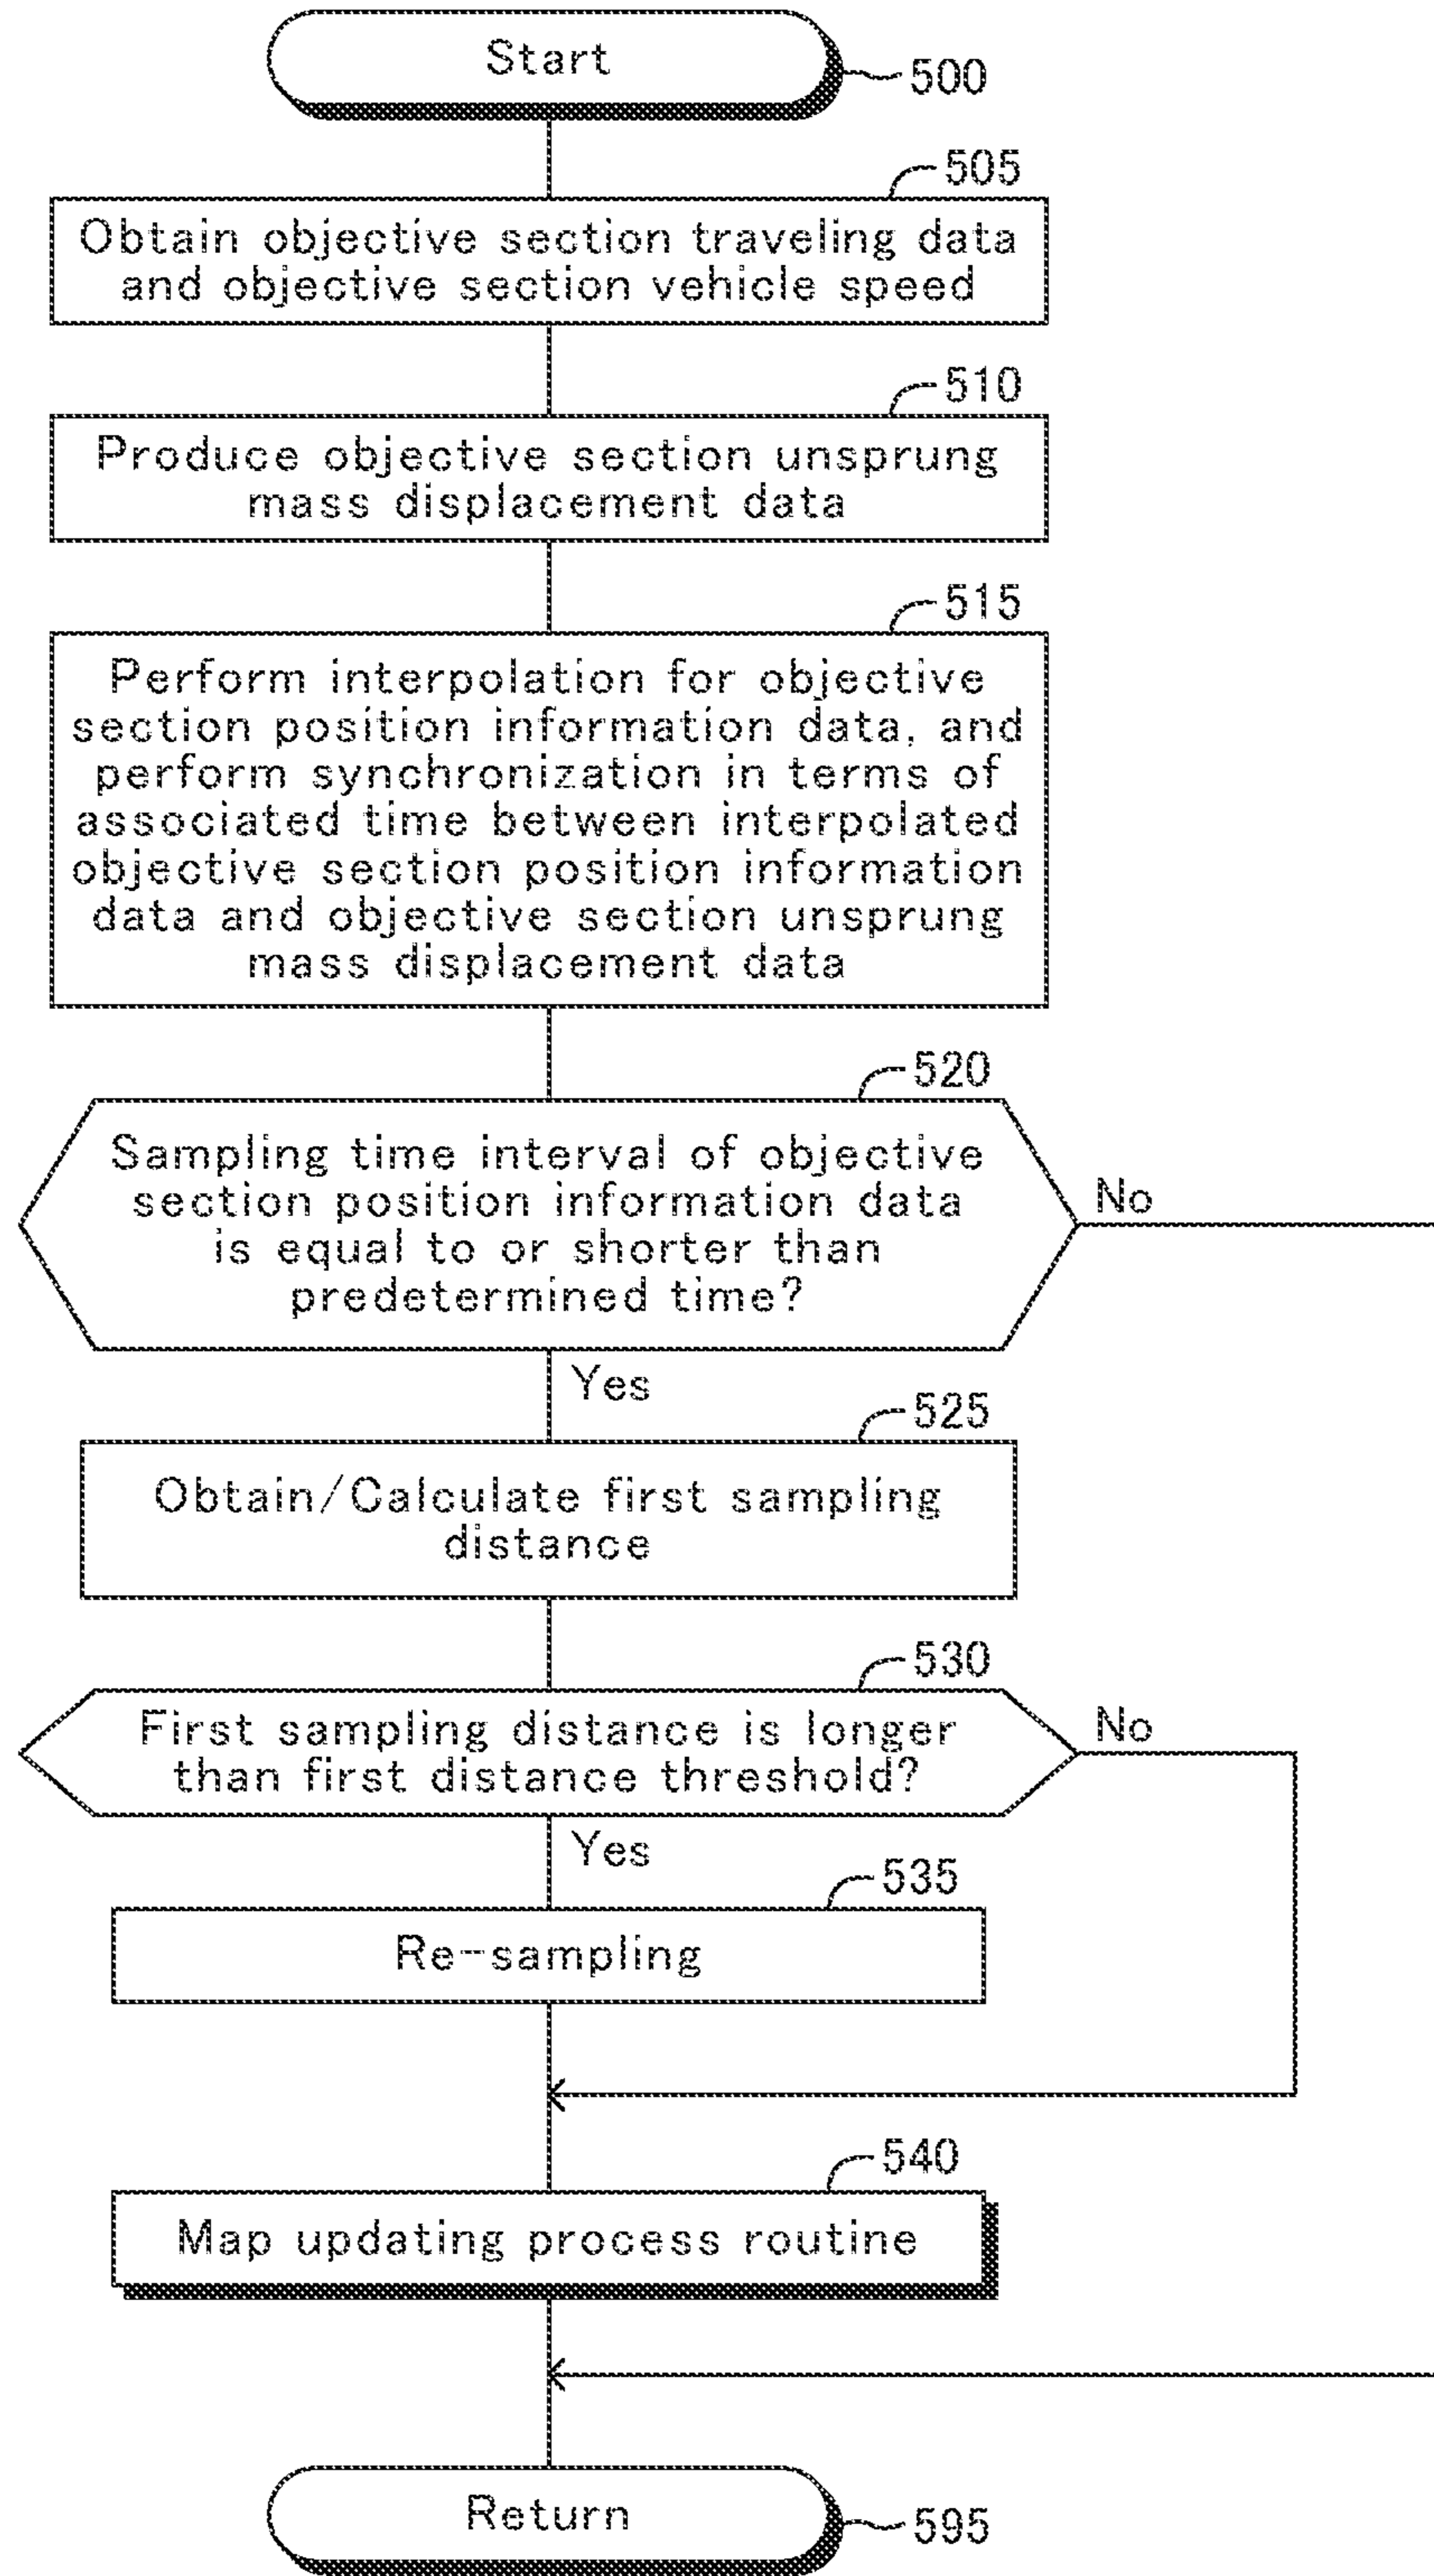 Start
500
505
Obtain objective section traveling data
and objective section vehicle speed
510
Produce objective section unsprung
mass displacement data
515
Perform interpolation for objective
section position information data, and
perform synchronization in terms of
associated time between interpolated
objective section position information
data and objective section unsprung
mass displacement data
520
Sampling time interval of objective
section position information data
is equal to or shorter than
predetermined time?
No
Yes
525
Obtain/Calculate first sampling
distance
530
First sampling distance is longer
than first distance threshold?
No
Yes
535
Re-sampling
540
Map updating process routine
Return
595